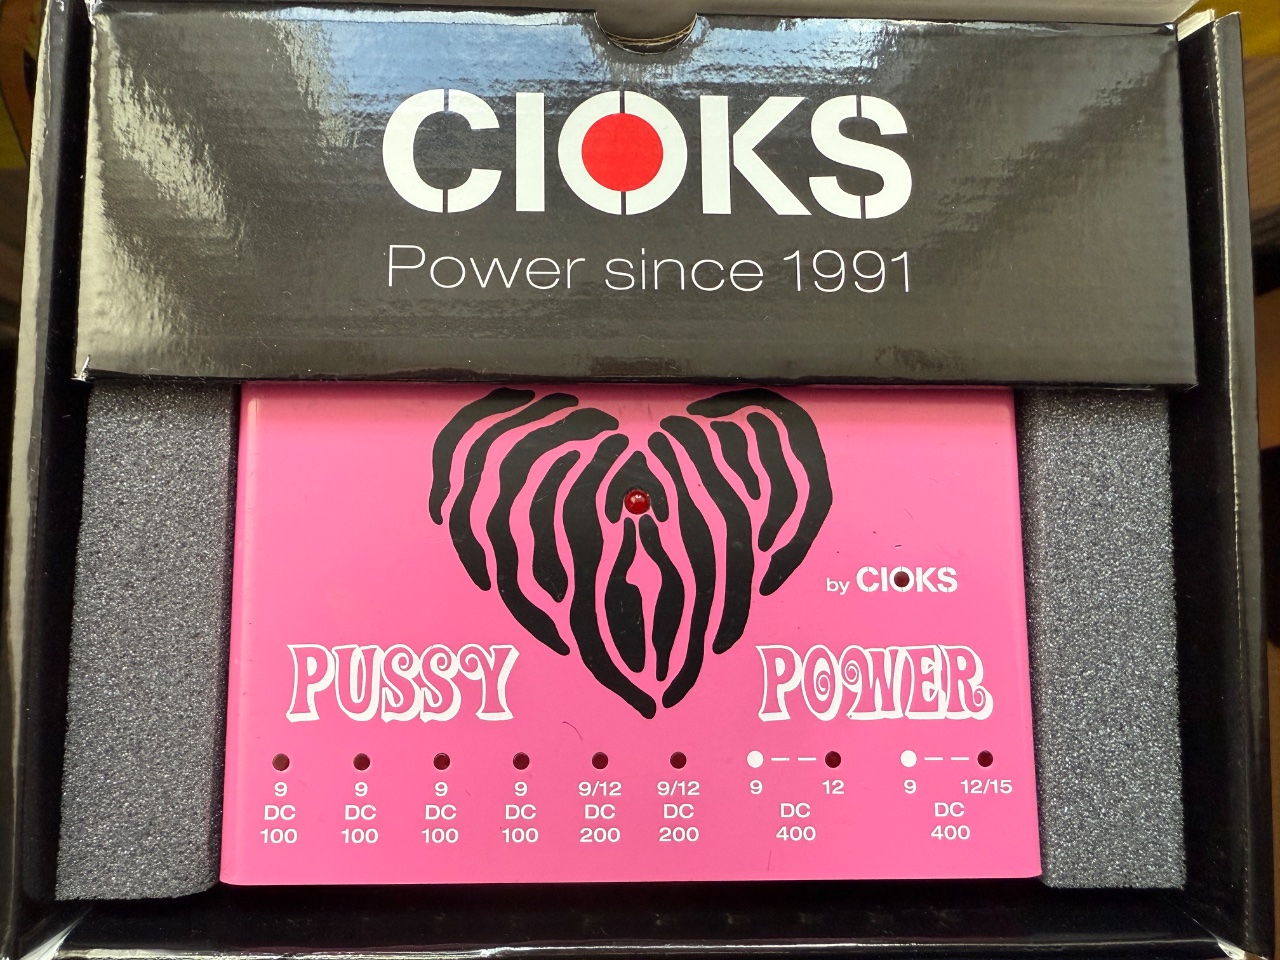 CIOKS
Power since 1991
by CIOKS
PUSSY POWER
9 9 9 9 9/12 9/12 9 12 9 12/15
DC DC DC DC DC DC DC DC
100 100 100 100 200 200 400 400